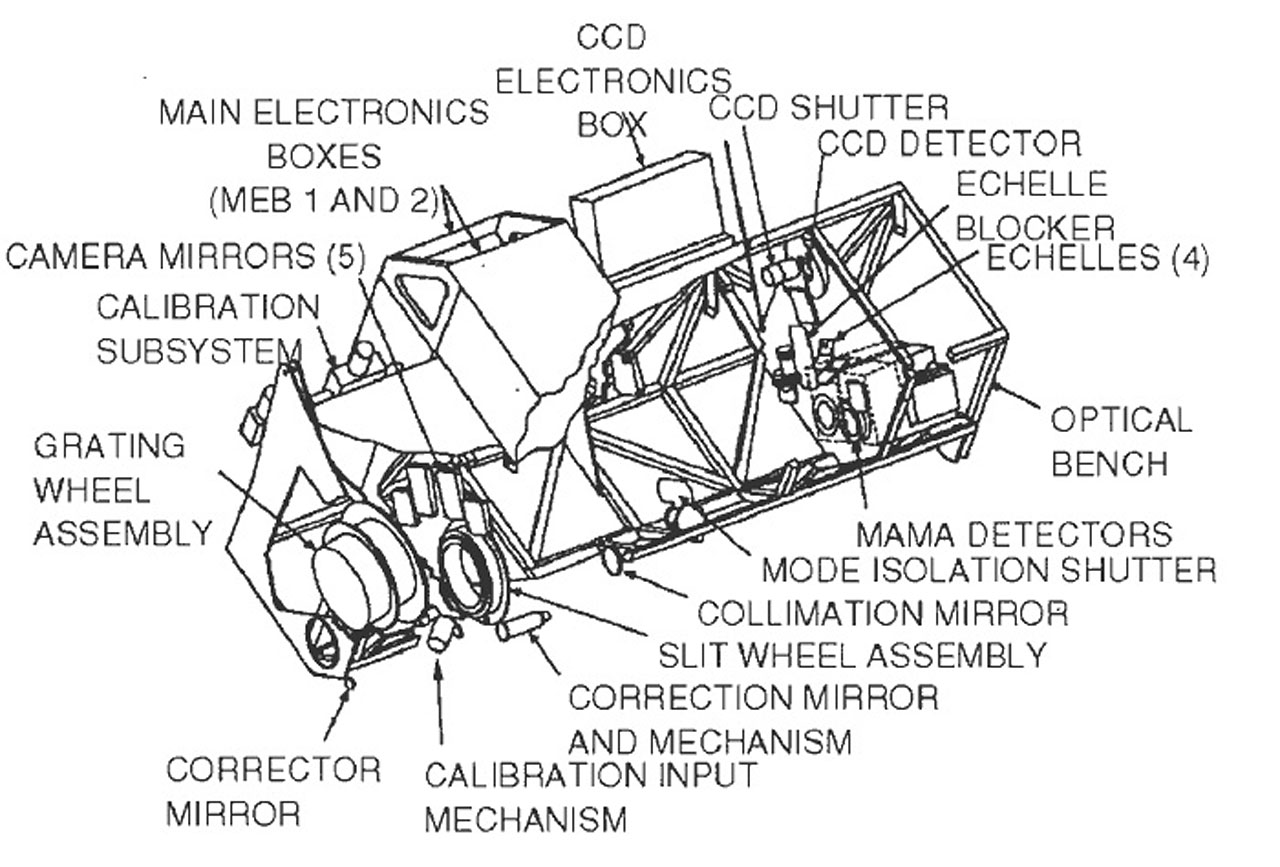 CCD
ELECTRONICS
BOX
MAIN ELECTRONICS
BOXES
(MEB 1 AND 2)
CCD SHUTTER
CCD DETECTOR
ECHELLE
BLOCKER
ECHELLES (4)
CAMERA MIRRORS (5)
CALIBRATION
SUBSYSTEM
GRATING
WHEEL
ASSEMBLY
OPTICAL
BENCH
MAMA DETECTORS
MODE ISOLATION SHUTTER
COLLIMATION MIRROR
SLIT WHEEL ASSEMBLY
CORRECTION MIRROR
AND MECHANISM
CORRECTOR
MIRROR
CALIBRATION INPUT
MECHANISM